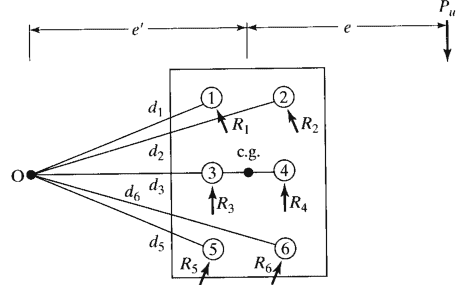 P_u
e′ e
1 2
d_1
R_1 R_2
d_2
c.g.
O 3 4
d_6 d_3
R_3 R_4
d_5 5 6
R_5 R_6